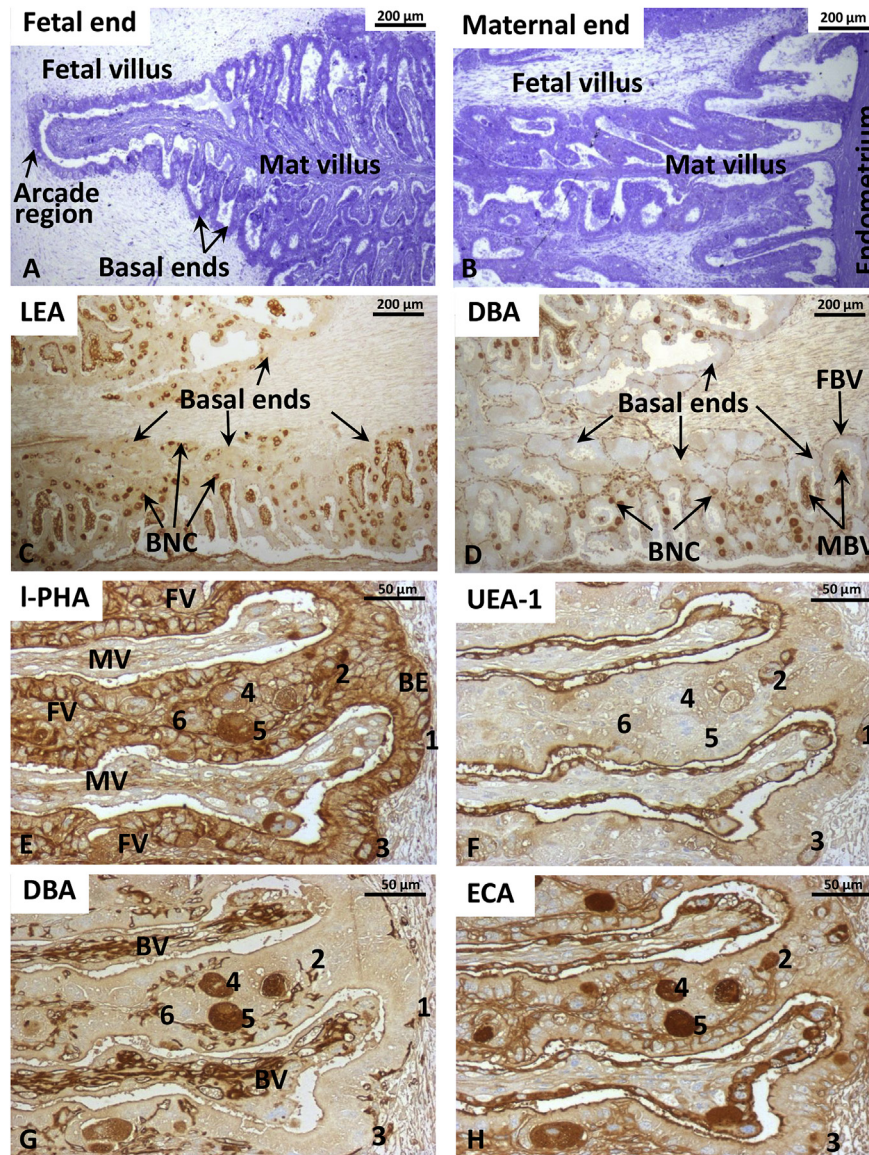 Fetal end
200 µm
Fetal villus
Mat villus
Arcade
region
Basal ends
A
Maternal end
200 µm
Fetal villus
Mat villus
Endometrium
B
LEA
200 µm
Basal ends
BNC
C
DBA
200 µm
FBV
Basal ends
BNC
MBV
D
l-PHA
50 µm
FV
MV
2
BE
4
FV
6
5
1
MV
FV
3
E
UEA-1
50 µm
2
4
6
5
1
3
F
DBA
50 µm
BV
2
4
1
6
5
BV
3
G
ECA
50 µm
2
4
5
3
H